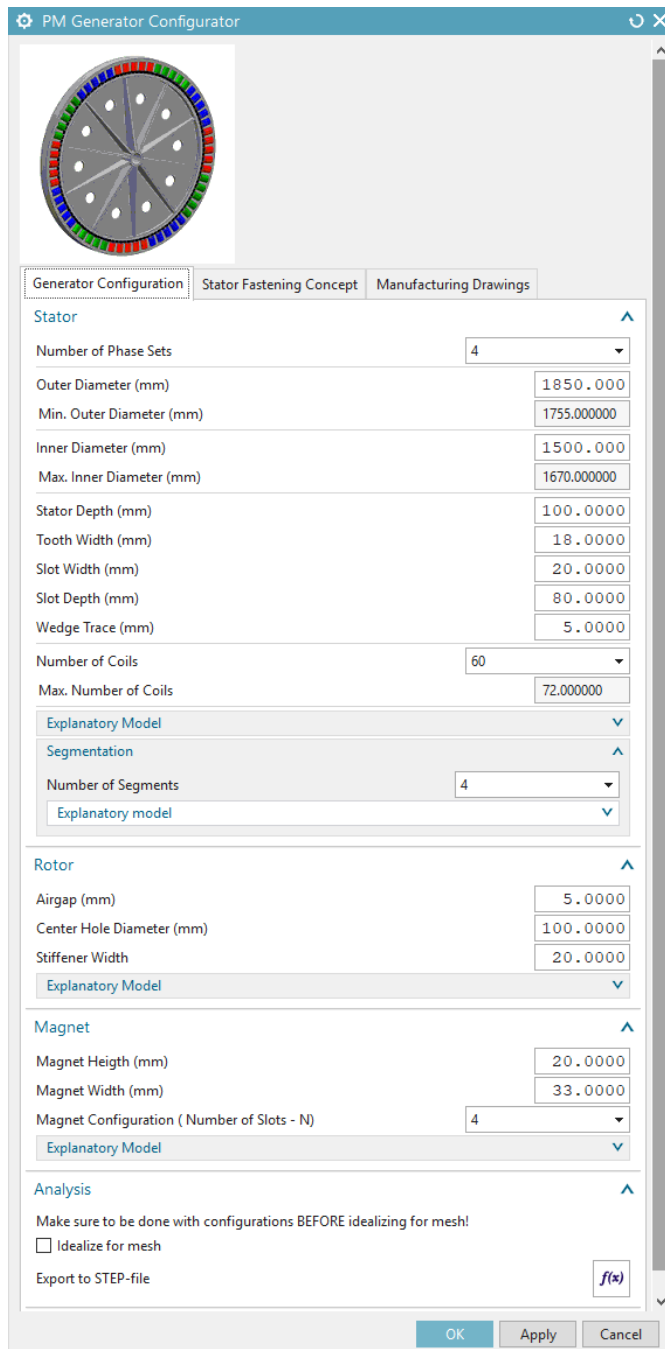 PM Generator Configurator
Generator Configuration Stator Fastening Concept Manufacturing Drawings
Stator
Number of Phase Sets 4
Outer Diameter (mm) 1850.000
Min. Outer Diameter (mm) 1755.000000
Inner Diameter (mm) 1500.000
Max. Inner Diameter (mm) 1670.000000
Stator Depth (mm) 100.0000
Tooth Width (mm) 18.0000
Slot Width (mm) 20.0000
Slot Depth (mm) 80.0000
Wedge Trace (mm) 5.0000
Number of Coils 60
Max. Number of Coils 72.000000
Explanatory Model
Segmentation
Number of Segments 4
Explanatory model
Rotor
Airgap (mm) 5.0000
Center Hole Diameter (mm) 100.0000
Stiffener Width 20.0000
Explanatory Model
Magnet
Magnet Heigth (mm) 20.0000
Magnet Width (mm) 33.0000
Magnet Configuration ( Number of Slots - N) 4
Explanatory Model
Analysis
Make sure to be done with configurations BEFORE idealizing for mesh!
Idealize for mesh
Export to STEP-file f(x)
OK Apply Cancel